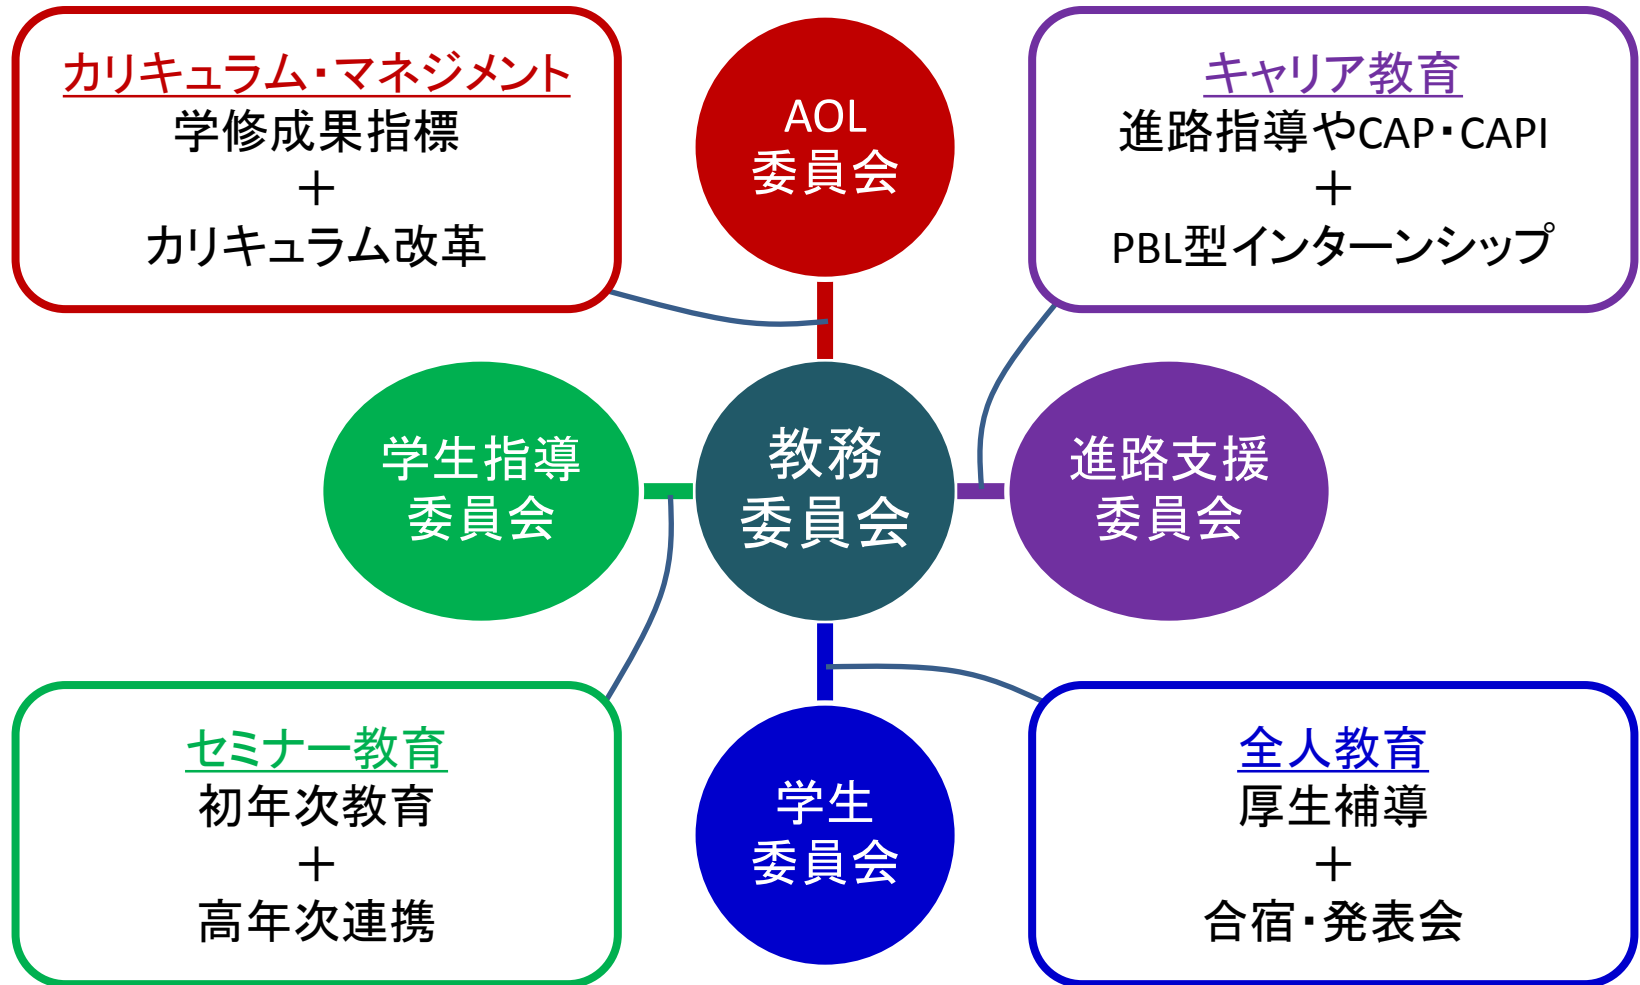 カリキュラム・マネジメント
学修成果指標
＋
カリキュラム改革
AOL
委員会
キャリア教育
進路指導やCAP・CAPI
＋
PBL型インターンシップ
学生指導
委員会
教務
委員会
進路支援
委員会
セミナー教育
初年次教育
＋
高年次連携
学生
委員会
全人教育
厚生補導
＋
合宿・発表会